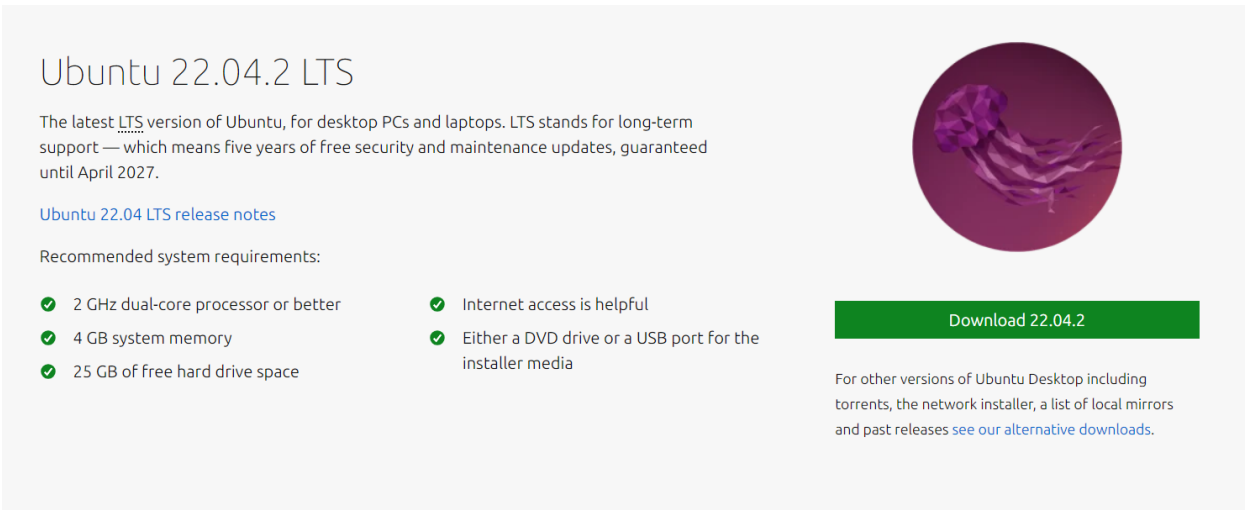 Ubuntu 22.04.2 LTS
The latest LTS version of Ubuntu, for desktop PCs and laptops. LTS stands for long-term
support — which means five years of free security and maintenance updates, guaranteed
until April 2027.
Ubuntu 22.04 LTS release notes
Recommended system requirements:
2 GHz dual-core processor or better
4 GB system memory
25 GB of free hard drive space
Internet access is helpful
Either a DVD drive or a USB port for the
installer media
Download 22.04.2
For other versions of Ubuntu Desktop including
torrents, the network installer, a list of local mirrors
and past releases see our alternative downloads.